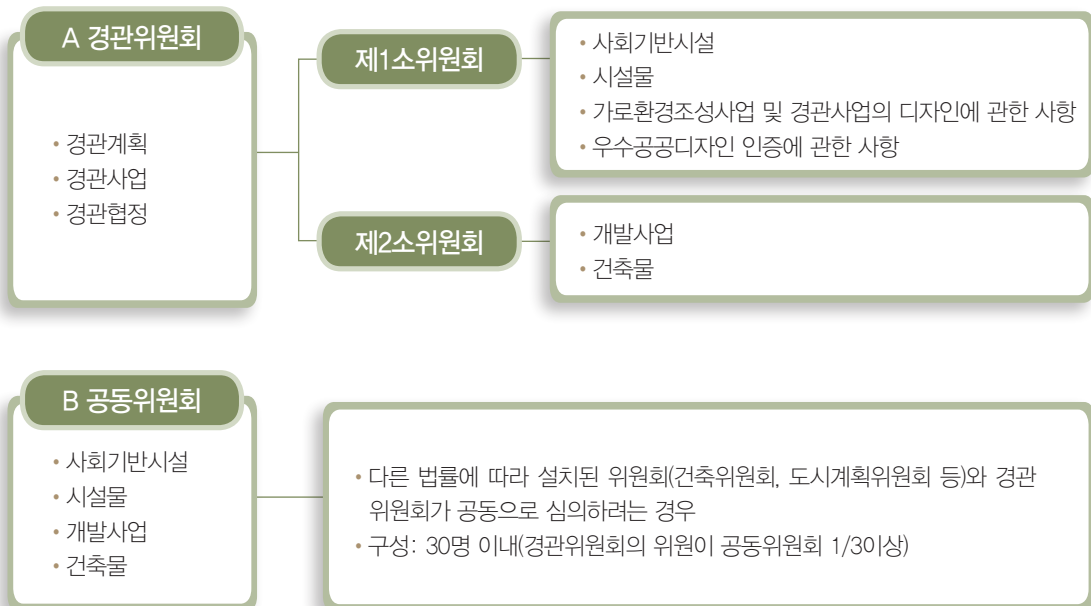 A 경관위원회
• 경관계획
• 경관사업
• 경관협정
제1소위원회
• 사회기반시설
• 시설물
• 가로환경조성사업 및 경관사업의 디자인에 관한 사항
• 우수공공디자인 인증에 관한 사항
제2소위원회
• 개발사업
• 건축물
B 공동위원회
• 사회기반시설
• 시설물
• 개발사업
• 건축물
• 다른 법률에 따라 설치된 위원회(건축위원회, 도시계획위원회 등)와 경관
위원회가 공동으로 심의하려는 경우
• 구성: 30명 이내(경관위원회의 위원이 공동위원회 1/3이상)